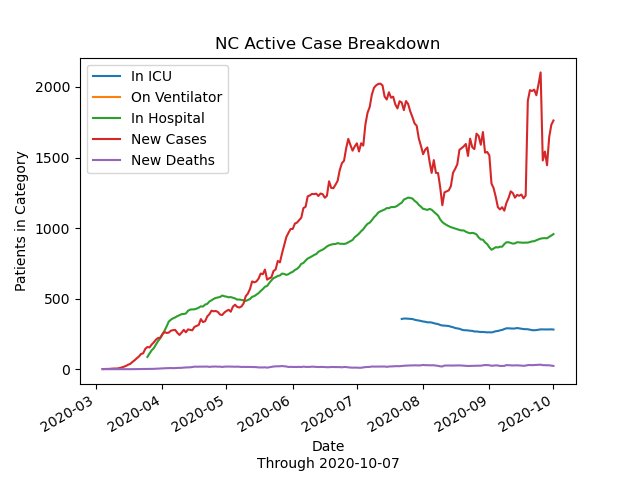 NC Active Case Breakdown
In ICU
On Ventilator
In Hospital
New Cases
New Deaths
Patients in Category
2000
1500
1000
500
0
2020-03
2020-04
2020-05
2020-06
2020-07
2020-08
2020-09
2020-10
Date
Through 2020-10-07